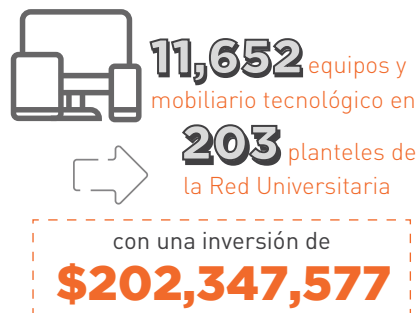 11,652 equipos y
mobiliario tecnológico en
203 planteles de
la Red Universitaria
con una inversión de
$202,347,577